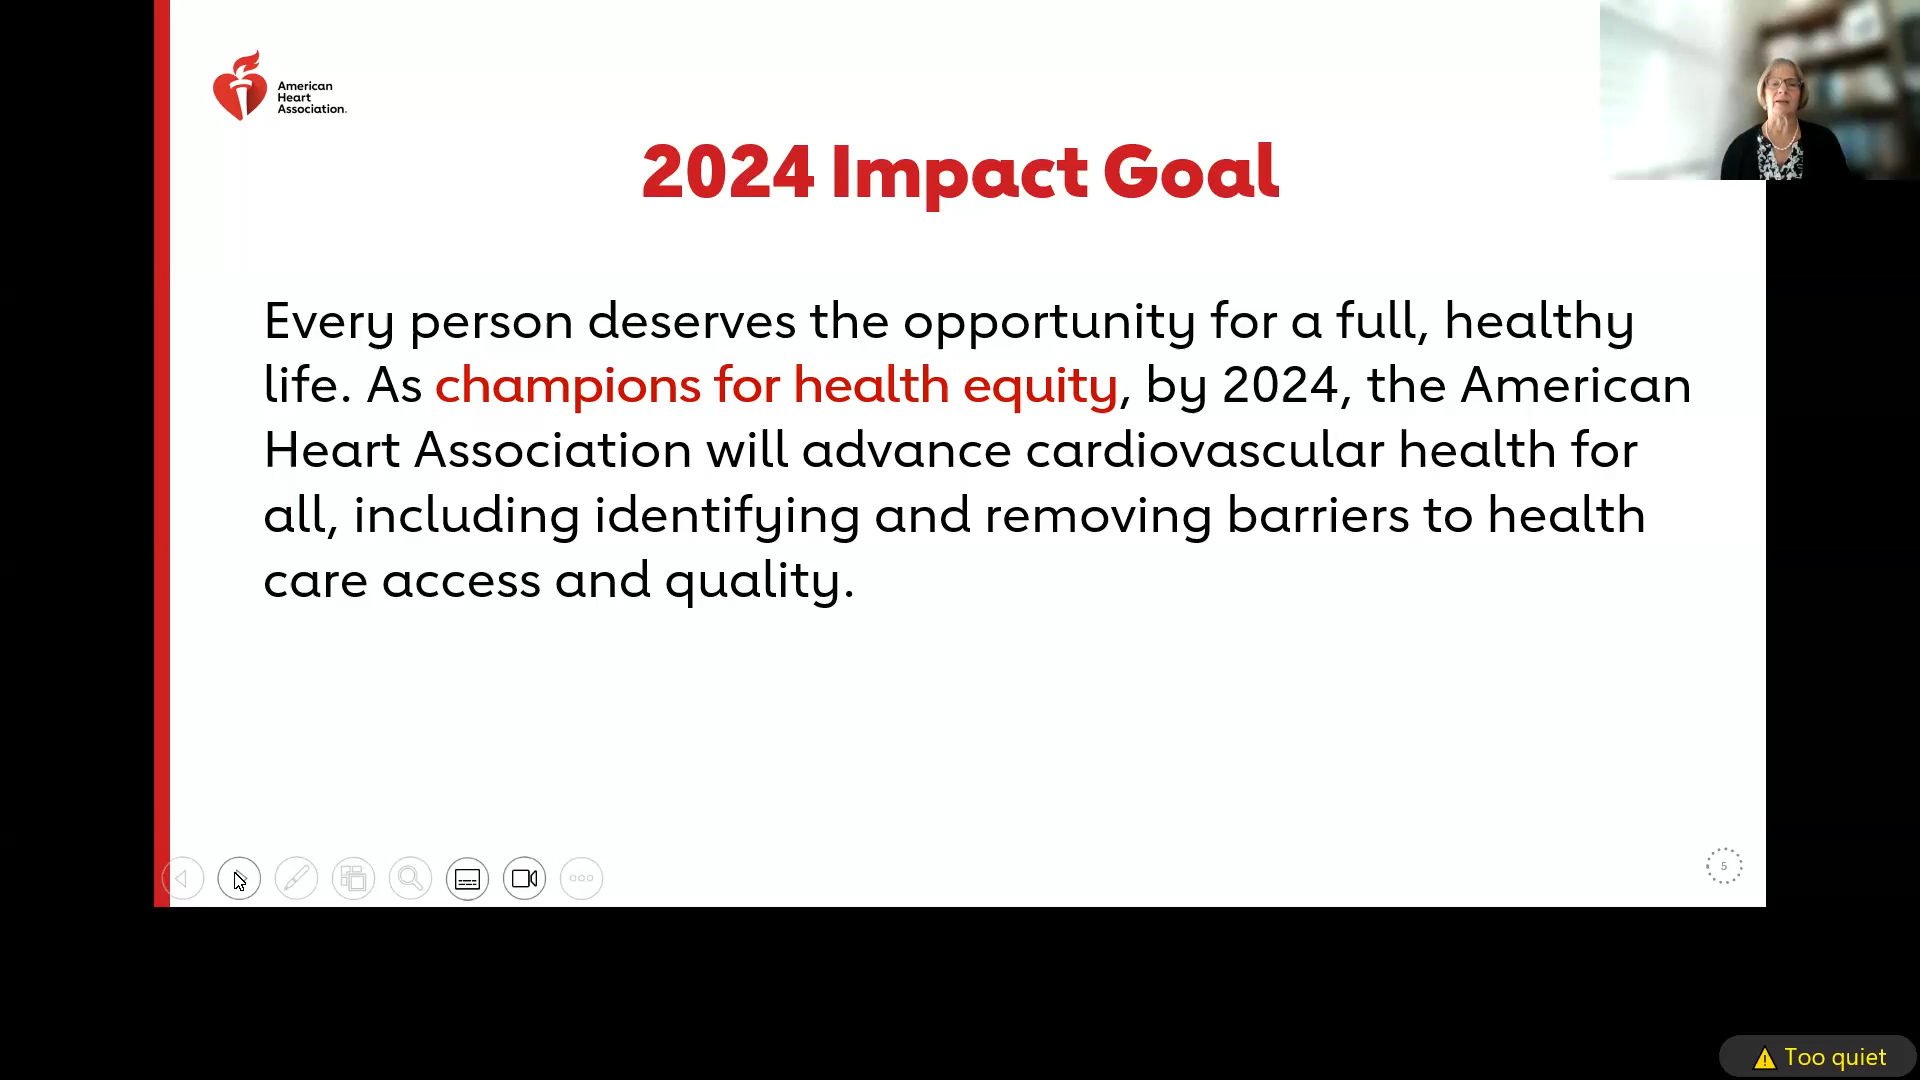 American
Heart
Association.
2024 Impact Goal
Every person deserves the opportunity for a full, healthy
life. As champions for health equity, by 2024, the American
Heart Association will advance cardiovascular health for
all, including identifying and removing barriers to health
care access and quality.
5
Too quiet